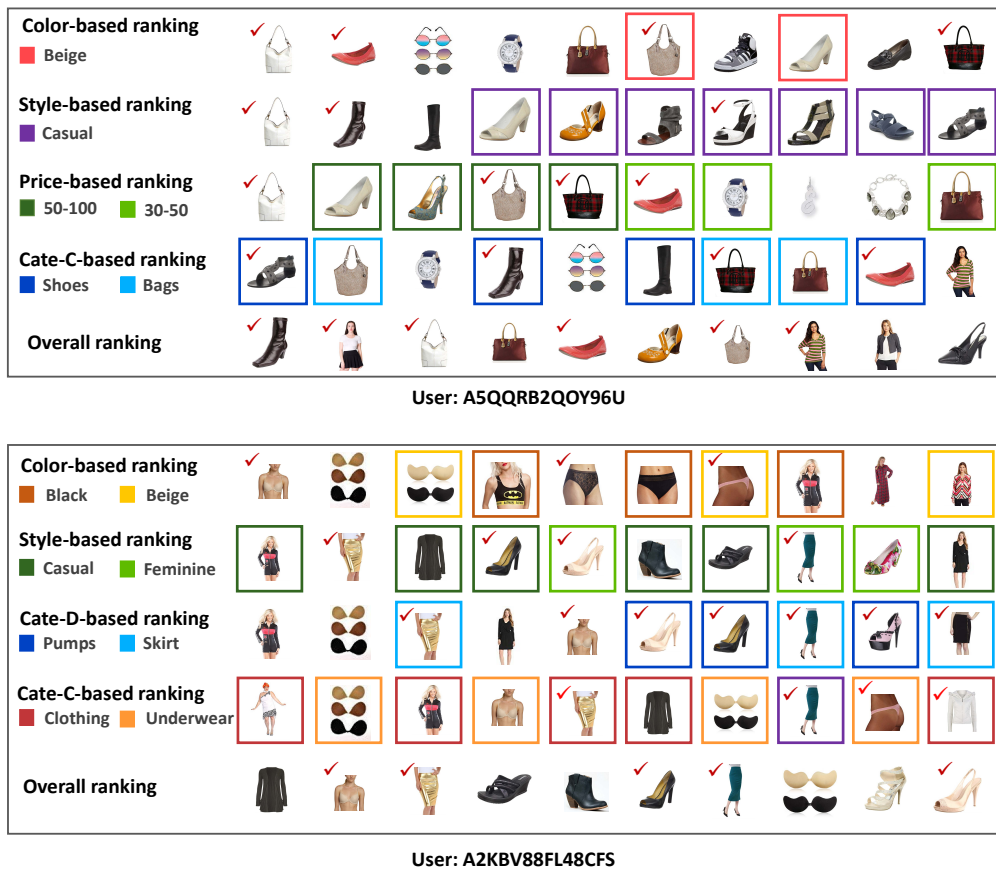 Color-based ranking
Beige
Style-based ranking
Casual
Price-based ranking
50-100 30-50
Cate-C-based ranking
Shoes Bags
Overall ranking
User: A5QQRB2QOY96U
Color-based ranking
Black Beige
Style-based ranking
Casual Feminine
Cate-D-based ranking
Pumps Skirt
Cate-C-based ranking
Clothing Underwear
Overall ranking
User: A2KBV88FL48CFS